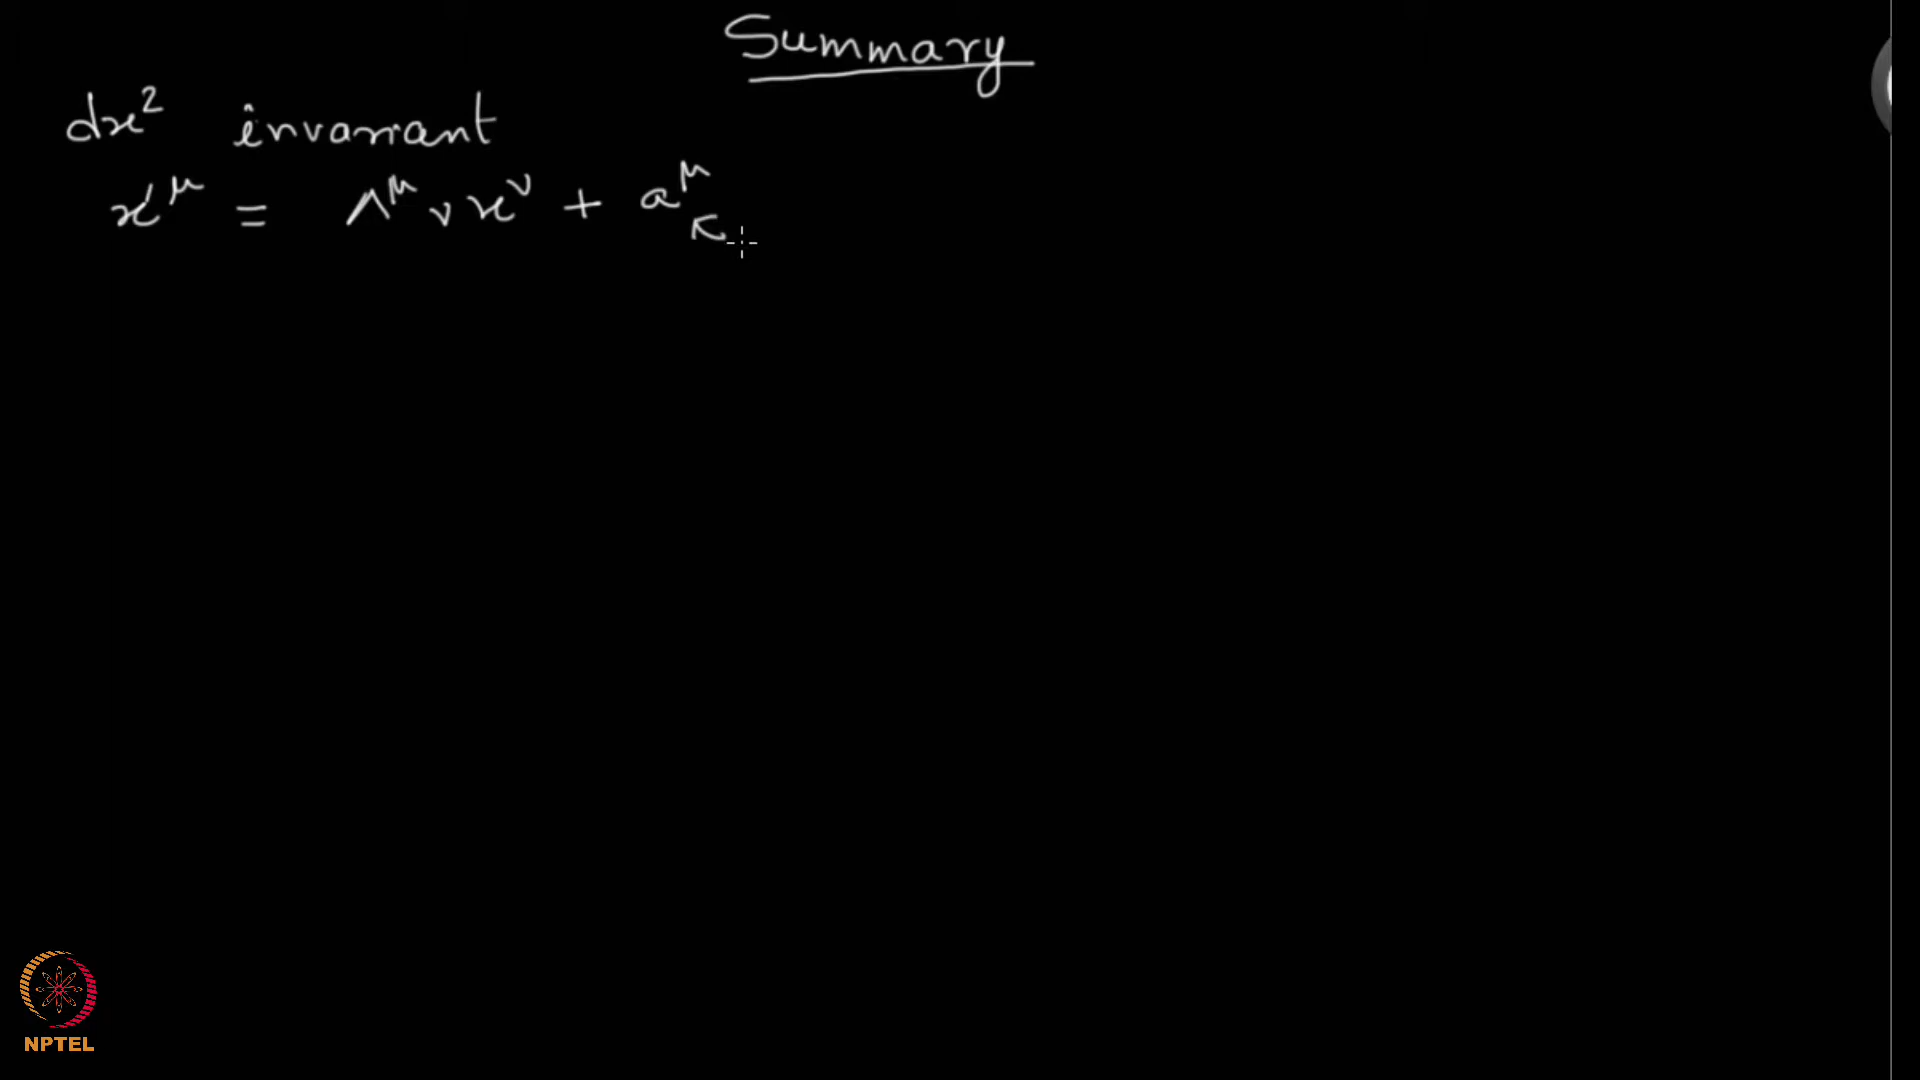 Summary
dx² invariant
x'^μ = Λ^μ_ν x^ν + a^μ
NPTEL